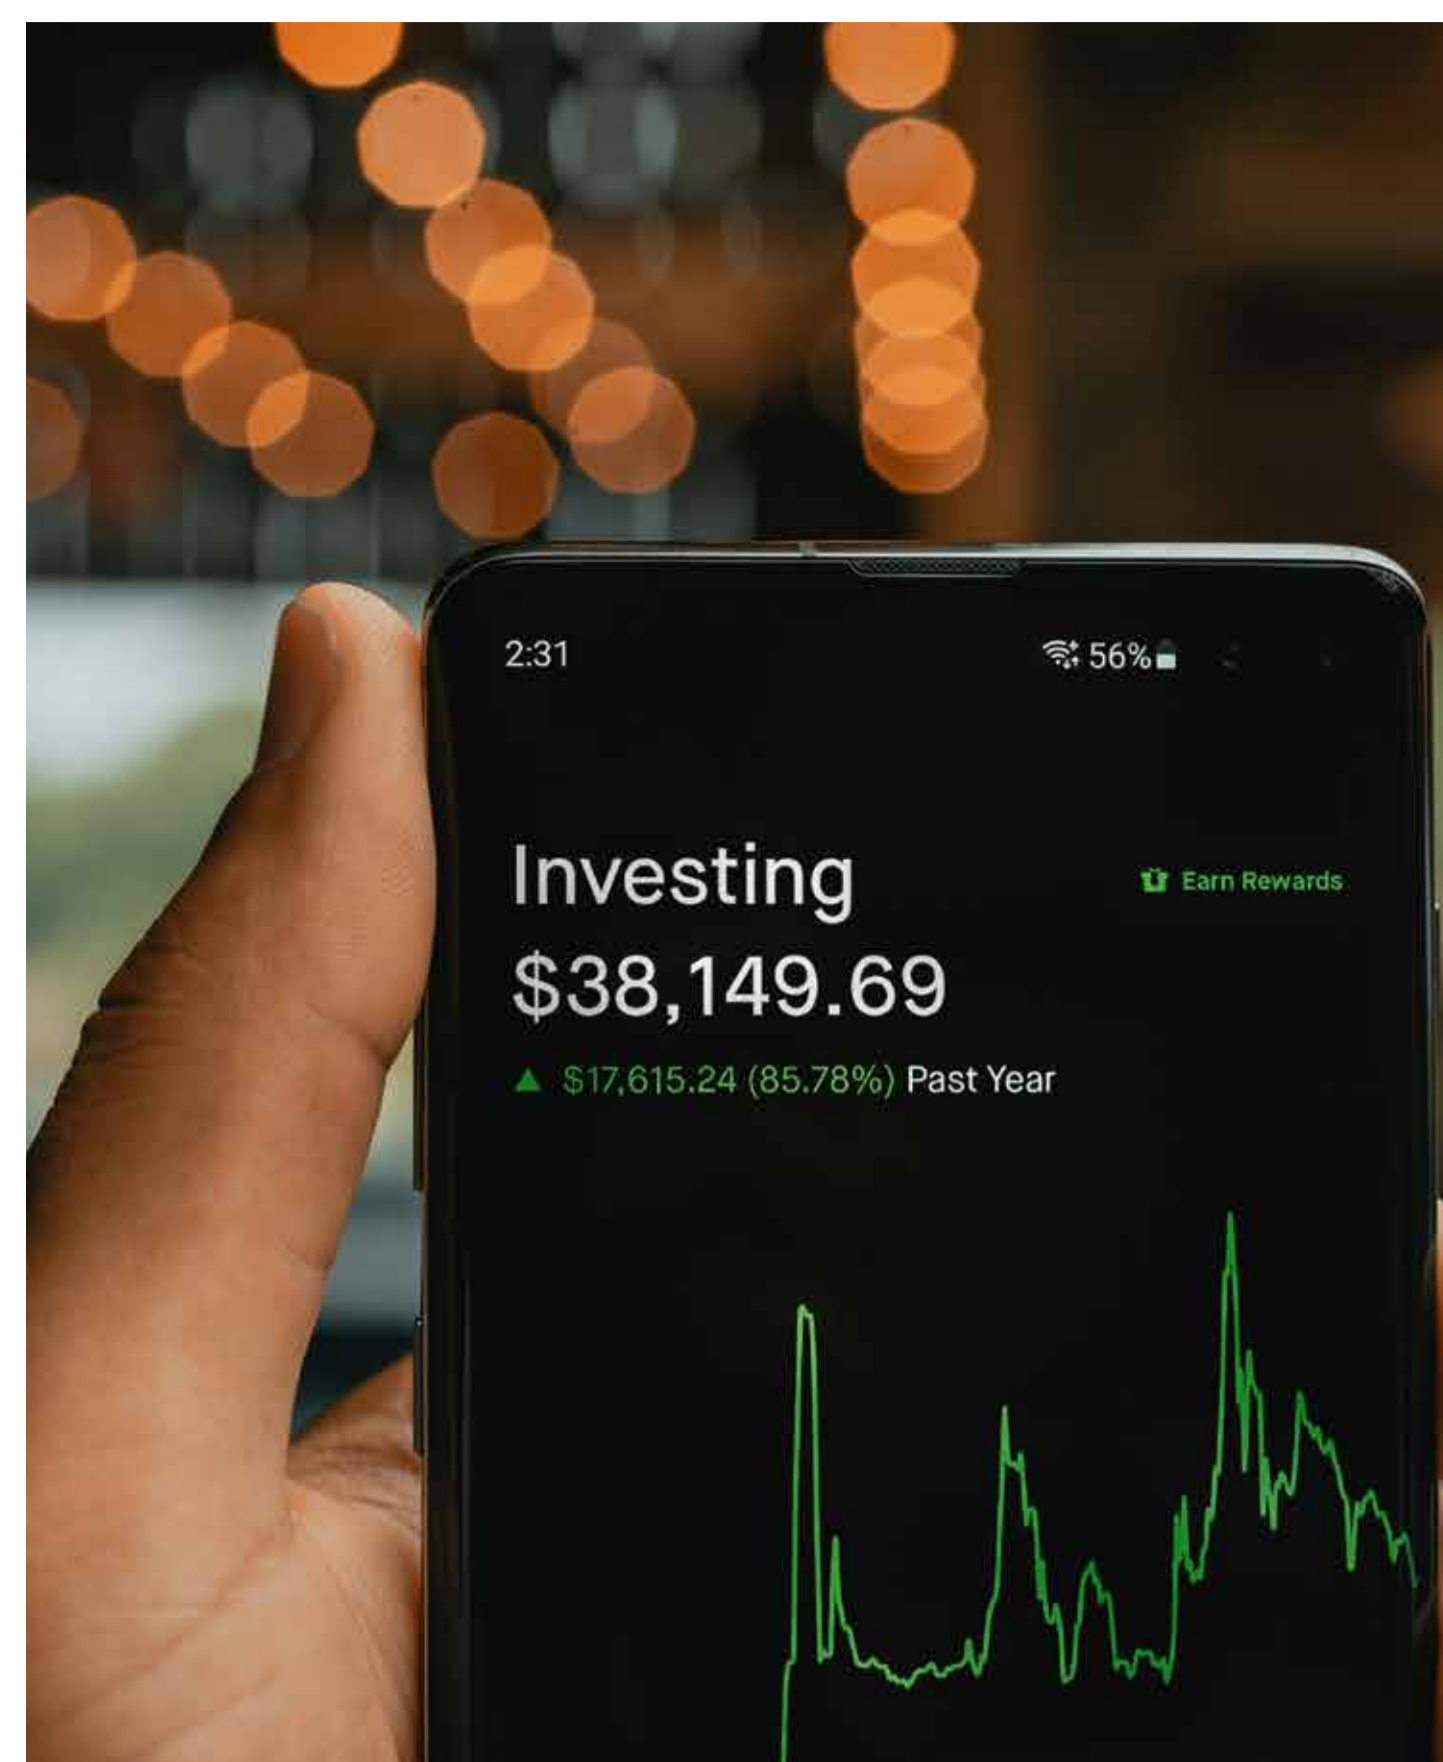 2:31 56%
Investing
Earn Rewards
$38,149.69
▲ $17,615.24 (85.78%) Past Year